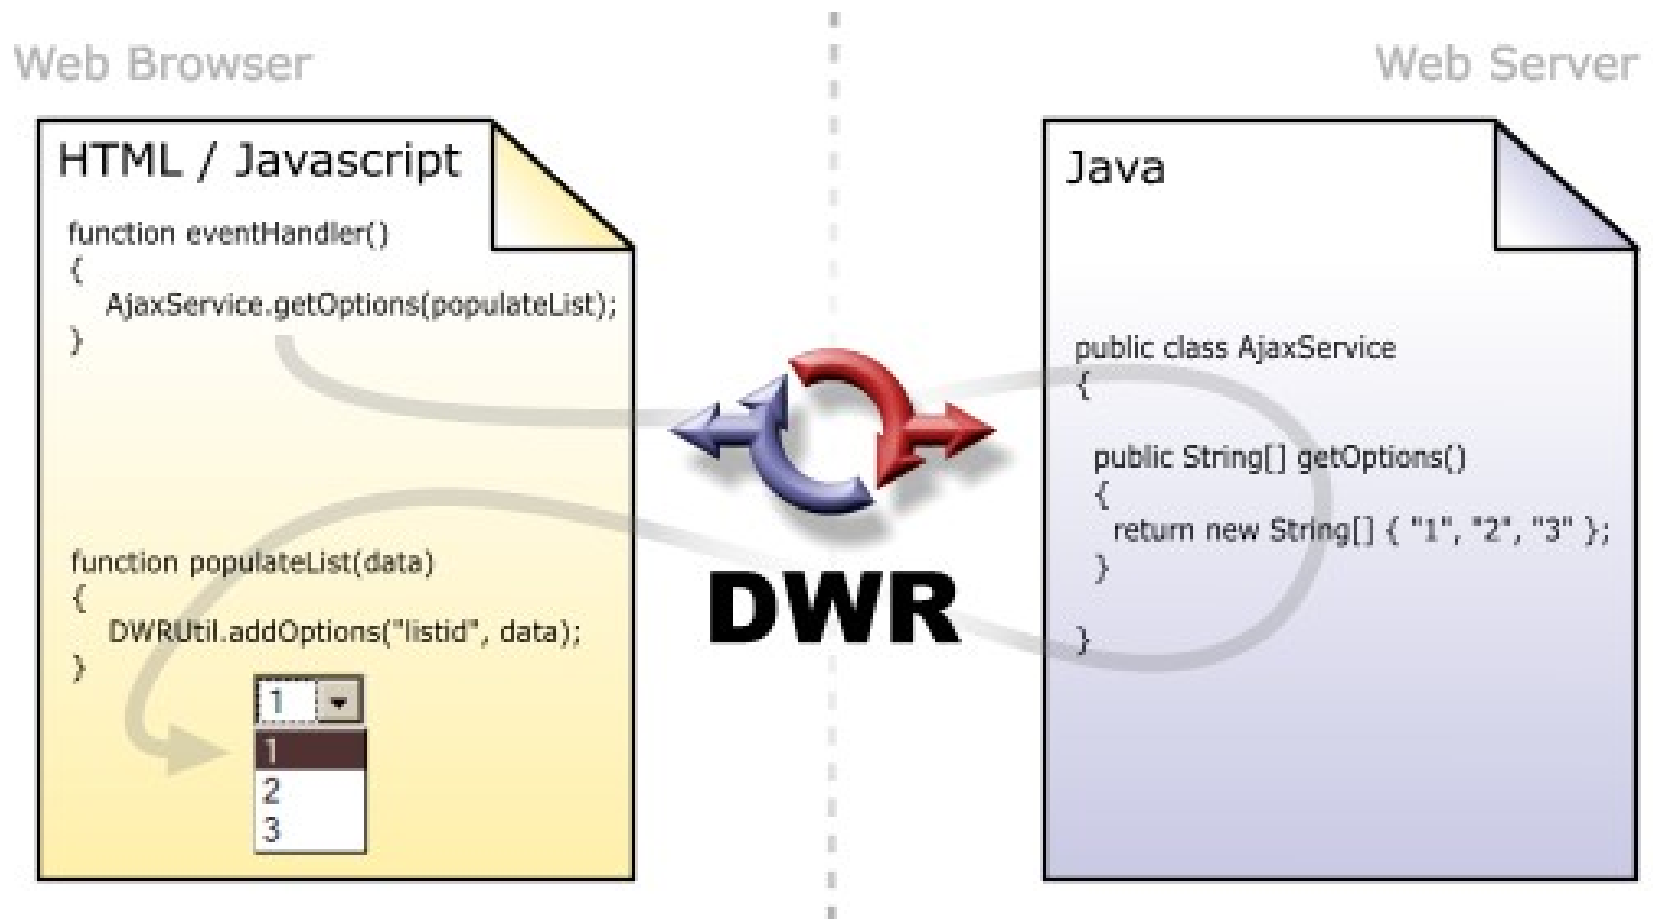 Web Browser
HTML / Javascript
function eventHandler()
{
AjaxService.getOptions(populateList);
}
function populateList(data)
{
DWRUtil.addOptions("listid", data);
}
1
1
2
3
DWR
Web Server
Java
public class AjaxService
{
public String[] getOptions()
{
return new String[] { "1", "2", "3" };
}
}